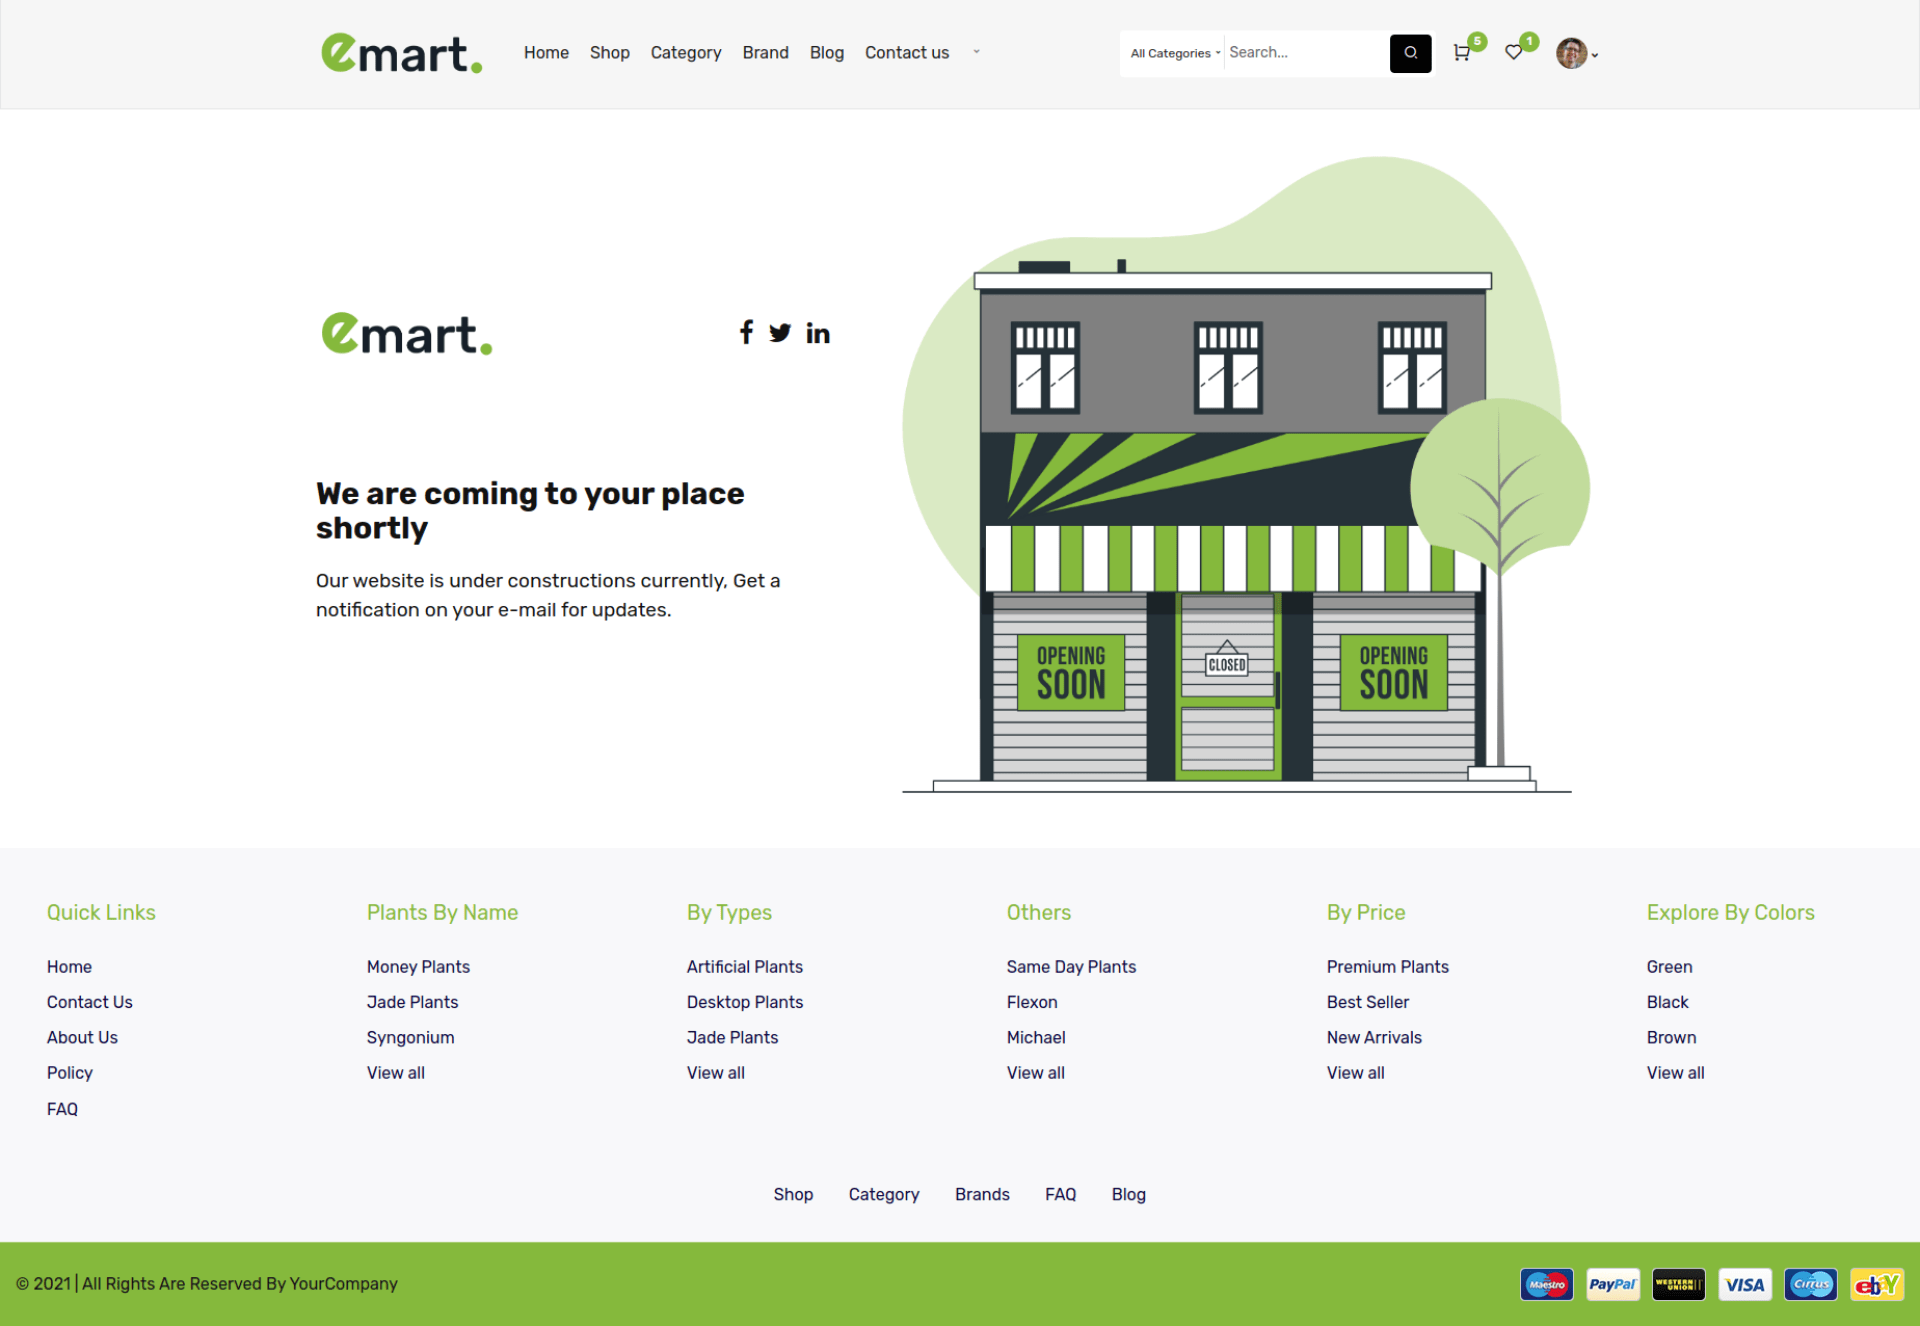 emart.
Home Shop Category Brand Blog Contact us
All Categories Search...
5
1
emart.
We are coming to your place
shortly
Our website is under constructions currently, Get a
notification on your e-mail for updates.
OPENING
SOON
CLOSED
OPENING
SOON
Quick Links
Home
Contact Us
About Us
Policy
FAQ
Plants By Name
Money Plants
Jade Plants
Syngonium
View all
By Types
Artificial Plants
Desktop Plants
Jade Plants
View all
Others
Same Day Plants
Flexon
Michael
View all
By Price
Premium Plants
Best Seller
New Arrivals
View all
Explore By Colors
Green
Black
Brown
View all
Shop Category Brands FAQ Blog
© 2021 | All Rights Are Reserved By YourCompany
Maestro
PayPal
WESTERN
UNION
VISA
Cirrus
ebY